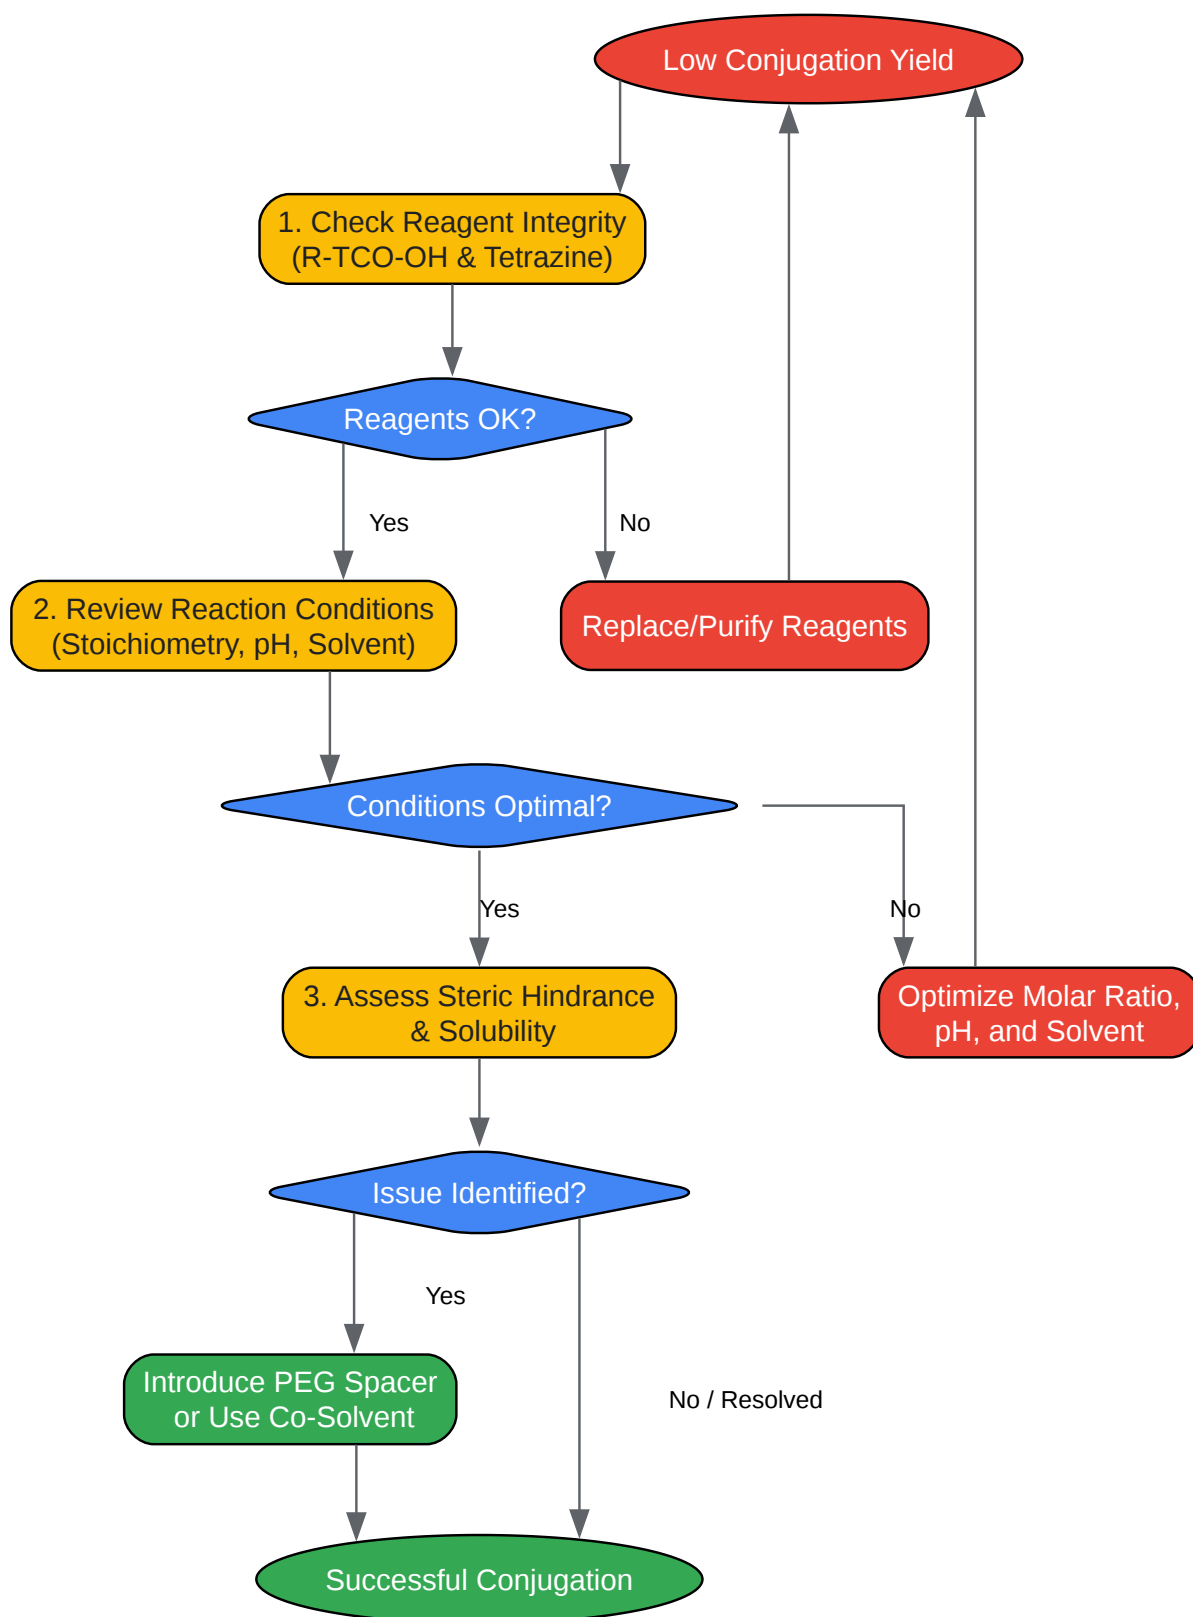 Low Conjugation Yield
1. Check Reagent Integrity
(R-TCO-OH & Tetrazine)
Reagents OK?
Yes
No
2. Review Reaction Conditions
(Stoichiometry, pH, Solvent)
Replace/Purify Reagents
Conditions Optimal?
Yes
No
3. Assess Steric Hindrance
& Solubility
Optimize Molar Ratio,
pH, and Solvent
Issue Identified?
Yes
No / Resolved
Introduce PEG Spacer
or Use Co-Solvent
Successful Conjugation